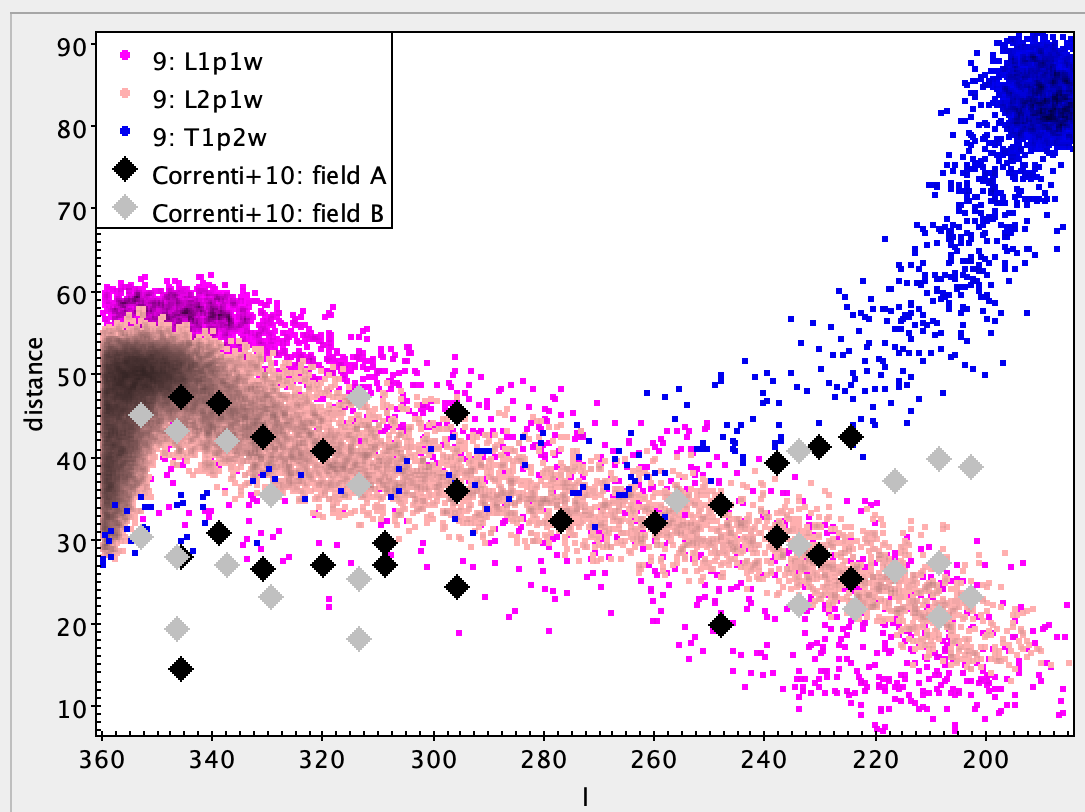 9: L1p1w
9: L2p1w
9: T1p2w
Correnti+10: field A
Correnti+10: field B
distance
90
80
70
60
50
40
30
20
10
360 340 320 300 280 260 240 220 200
l